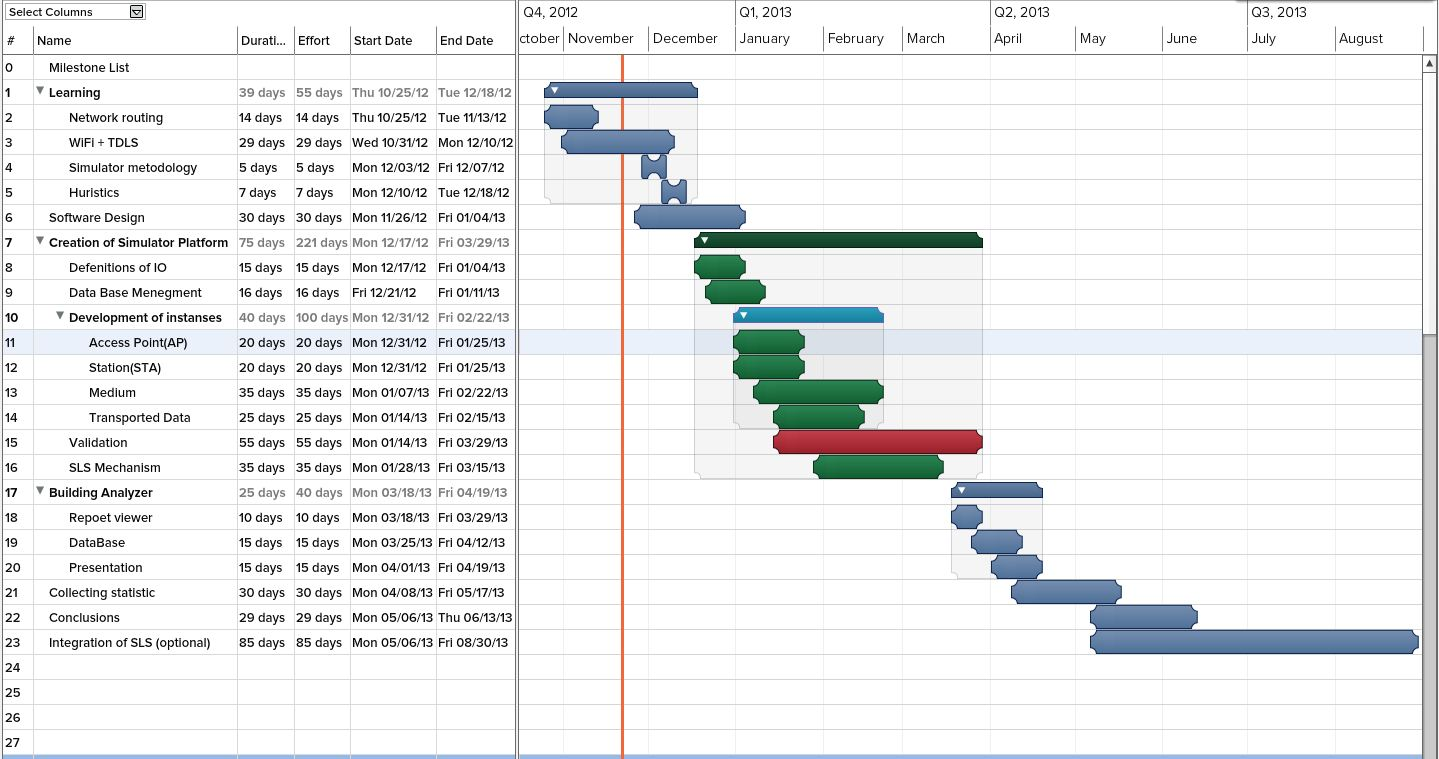 Select Columns Q4, 2012 Q1, 2013 Q2, 2013 Q3, 2013
# Name Durati... Effort Start Date End Date ctober November December January February March April May June July August
0 Milestone List
1 Learning 39 days 55 days Thu 10/25/12 Tue 12/18/12
2 Network routing 14 days 14 days Thu 10/25/12 Tue 11/13/12
3 WiFi + TDLS 29 days 29 days Wed 10/31/12 Mon 12/10/12
4 Simulator metodology 5 days 5 days Mon 12/03/12 Fri 12/07/12
5 Huristics 7 days 7 days Mon 12/10/12 Tue 12/18/12
6 Software Design 30 days 30 days Mon 11/26/12 Fri 01/04/13
7 Creation of Simulator Platform 75 days 221 days Mon 12/17/12 Fri 03/29/13
8 Defenitions of IO 15 days 15 days Mon 12/17/12 Fri 01/04/13
9 Data Base Menegment 16 days 16 days Fri 12/21/12 Fri 01/11/13
10 Development of instanses 40 days 100 days Mon 12/31/12 Fri 02/22/13
11 Access Point(AP) 20 days 20 days Mon 12/31/12 Fri 01/25/13
12 Station(STA) 20 days 20 days Mon 12/31/12 Fri 01/25/13
13 Medium 35 days 35 days Mon 01/07/13 Fri 02/22/13
14 Transported Data 25 days 25 days Mon 01/14/13 Fri 02/15/13
15 Validation 55 days 55 days Mon 01/14/13 Fri 03/29/13
16 SLS Mechanism 35 days 35 days Mon 01/28/13 Fri 03/15/13
17 Building Analyzer 25 days 40 days Mon 03/18/13 Fri 04/19/13
18 Repoet viewer 10 days 10 days Mon 03/18/13 Fri 03/29/13
19 DataBase 15 days 15 days Mon 03/25/13 Fri 04/12/13
20 Presentation 15 days 15 days Mon 04/01/13 Fri 04/19/13
21 Collecting statistic 30 days 30 days Mon 04/08/13 Fri 05/17/13
22 Conclusions 29 days 29 days Mon 05/06/13 Thu 06/13/13
23 Integration of SLS (optional) 85 days 85 days Mon 05/06/13 Fri 08/30/13
24
25
26
27